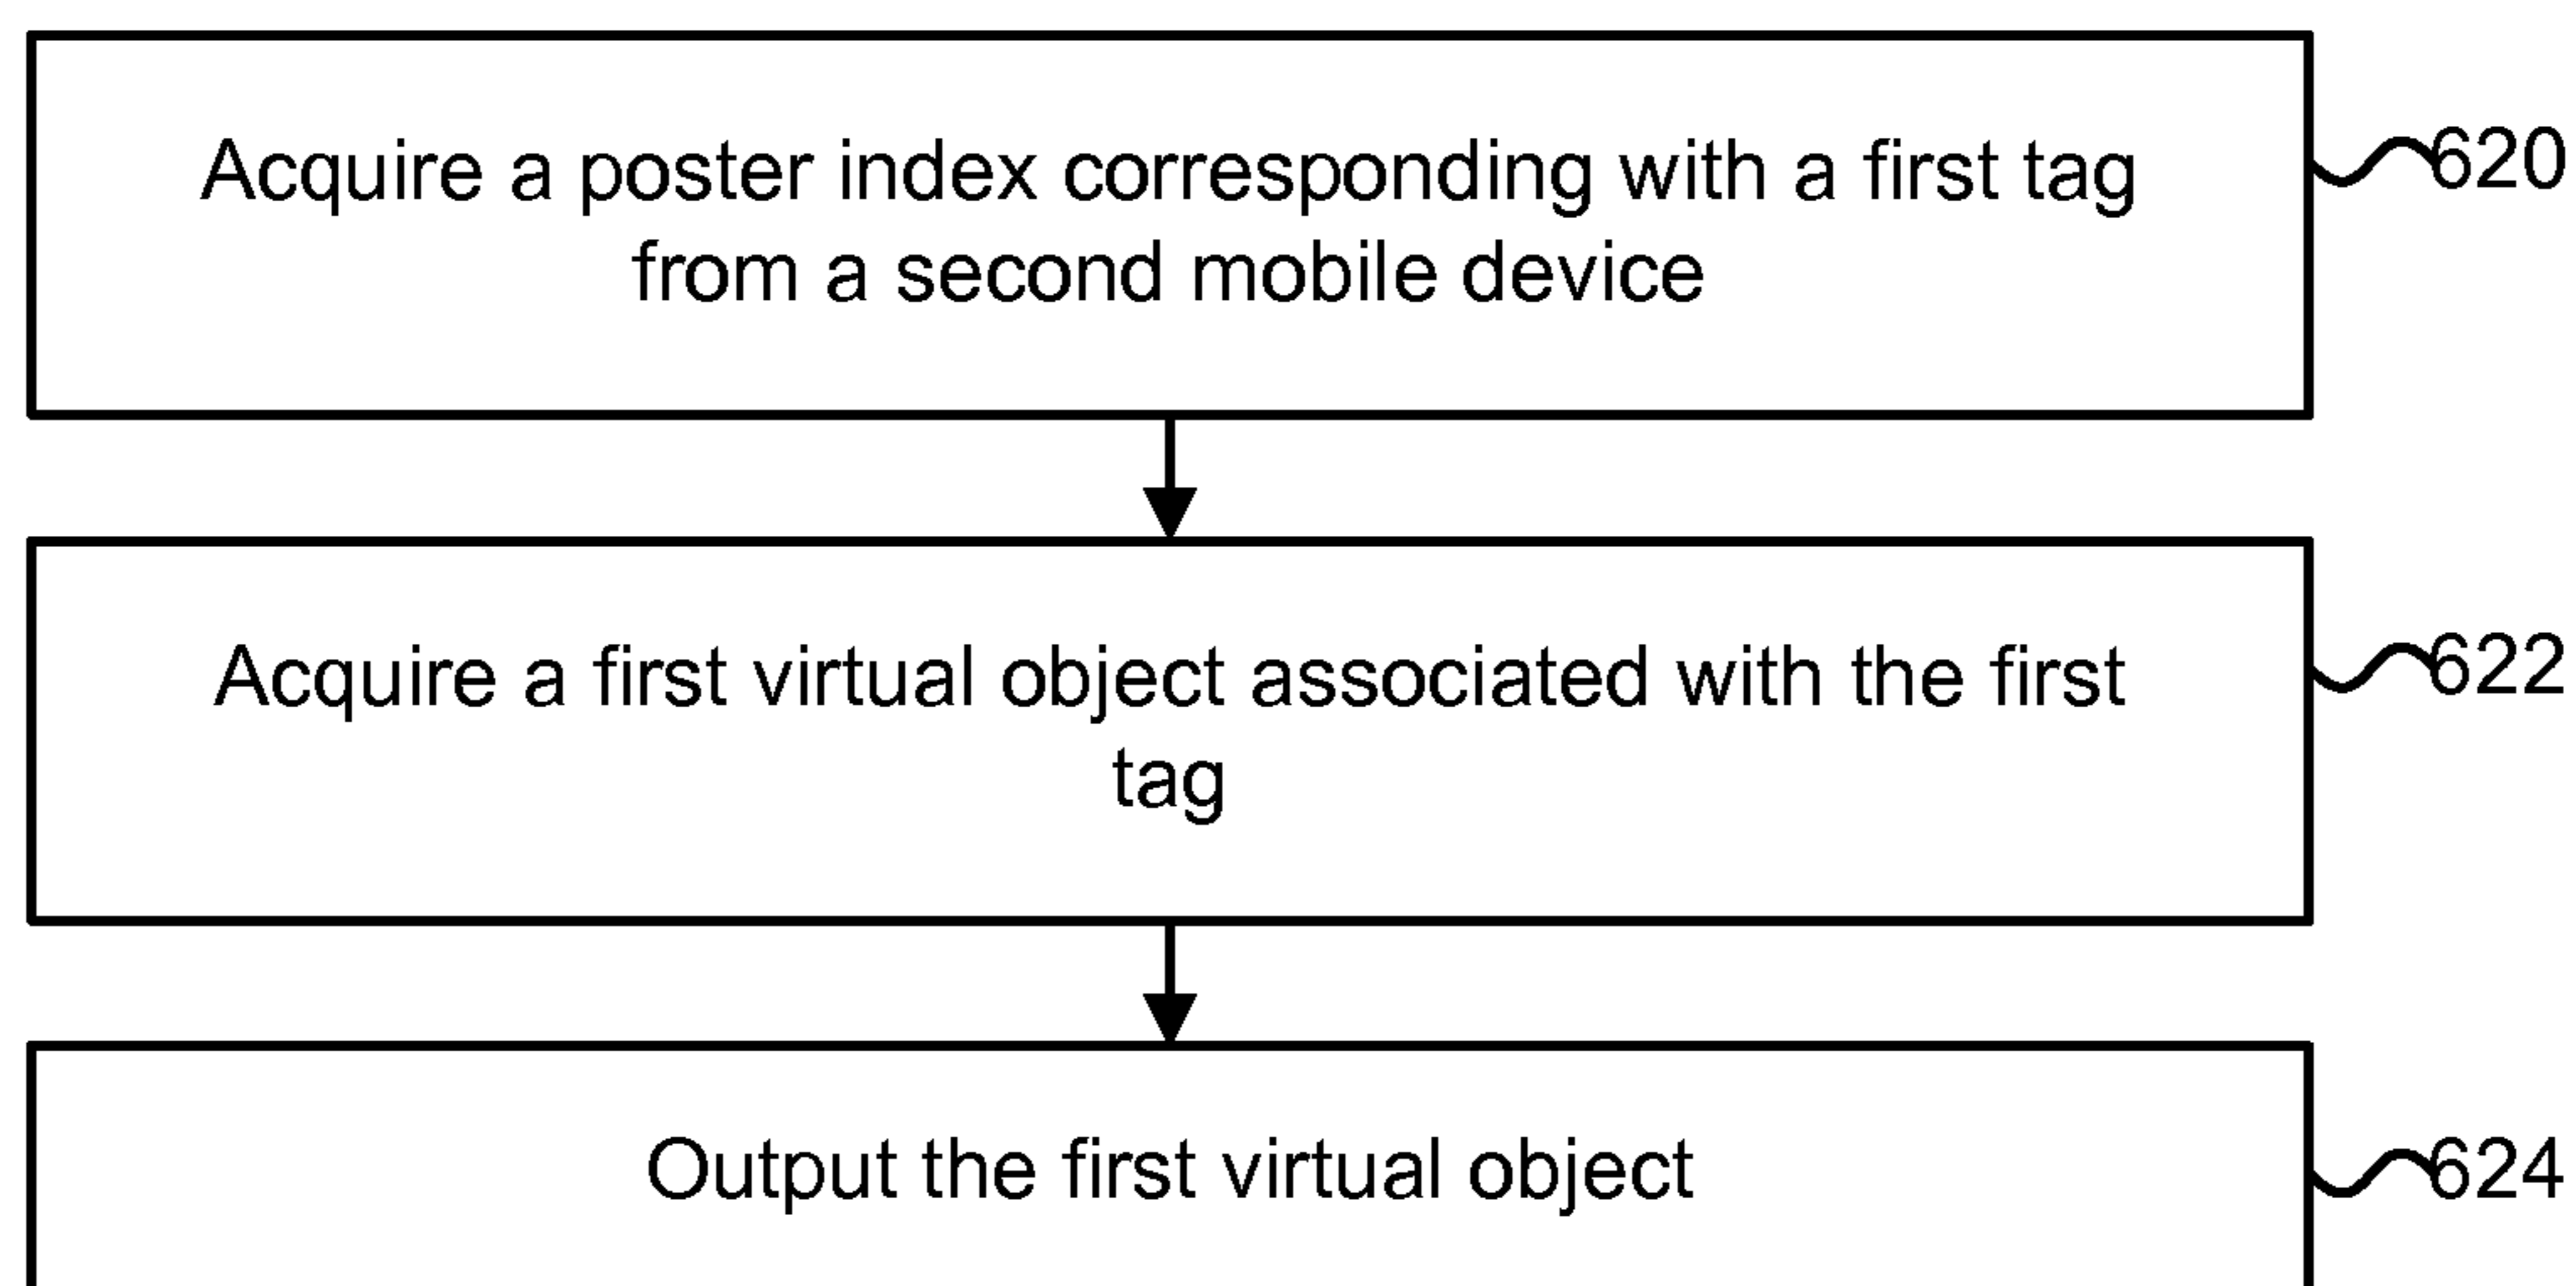 Acquire a poster index corresponding with a first tag
from a second mobile device
620
Acquire a first virtual object associated with the first
tag
622
Output the first virtual object
624